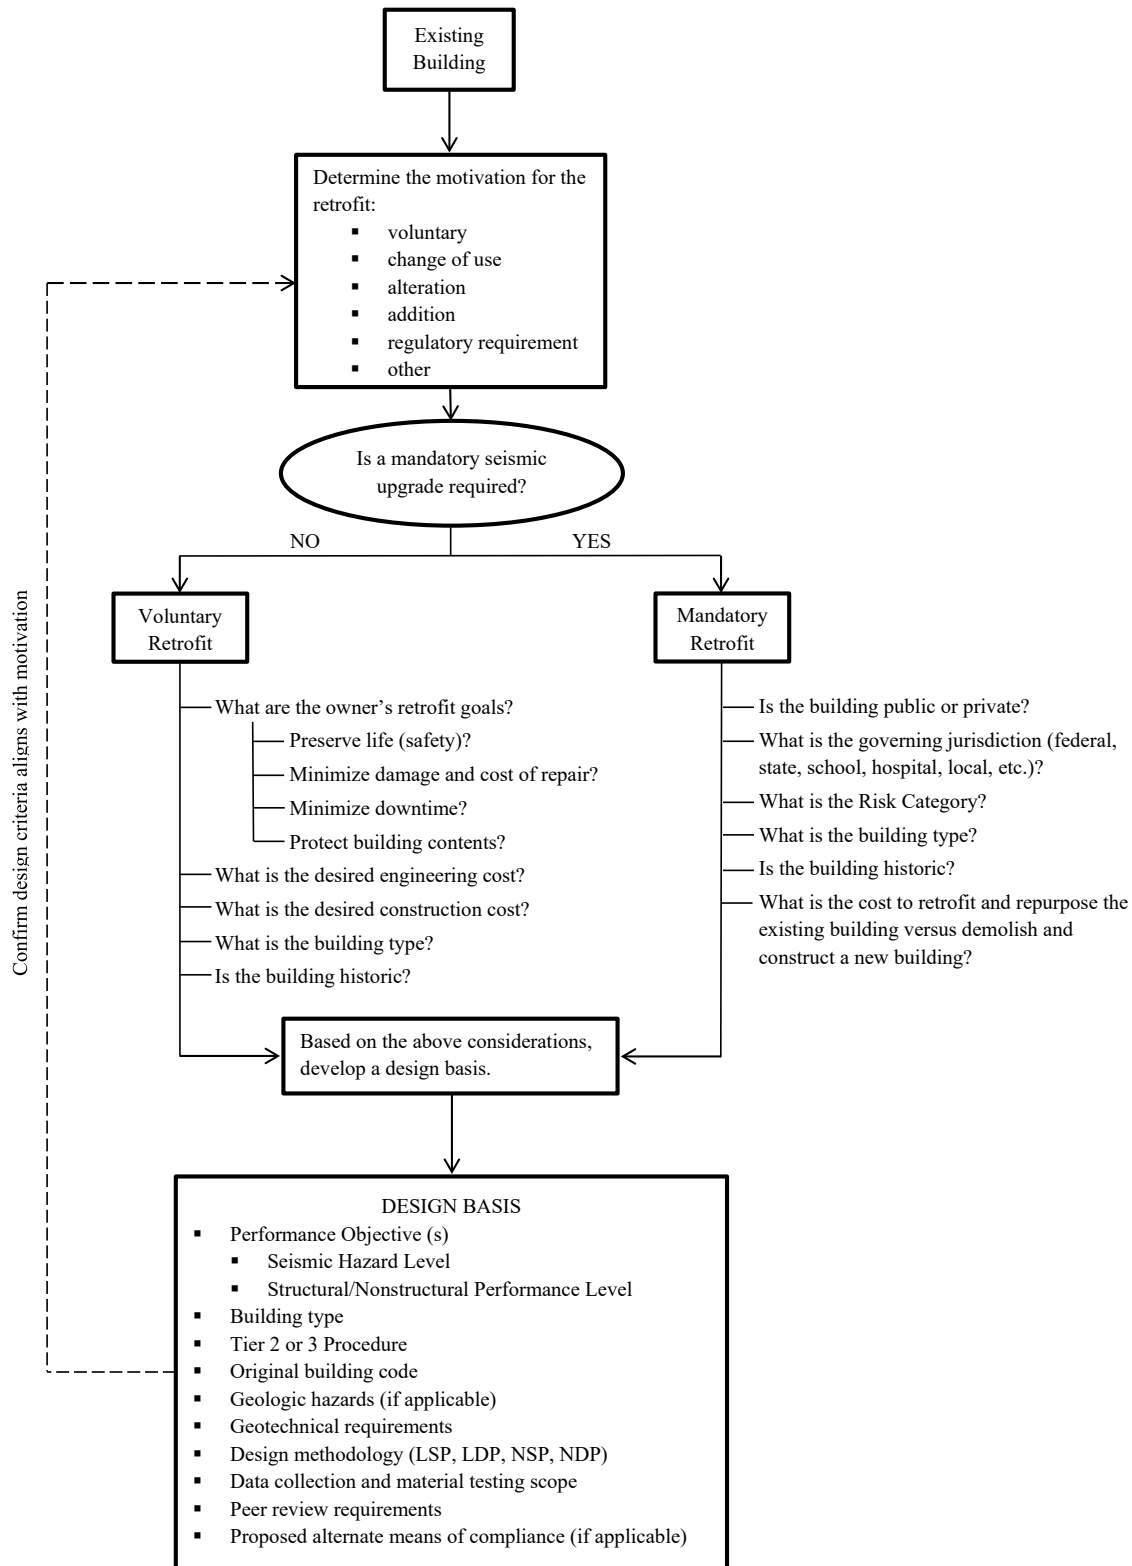 Existing
Building
Determine the motivation for the
retrofit:
▪ voluntary
▪ change of use
▪ alteration
▪ addition
▪ regulatory requirement
▪ other
Is a mandatory seismic
upgrade required?
NO
YES
Voluntary
Retrofit
Mandatory
Retrofit
What are the owner’s retrofit goals?
Preserve life (safety)?
Minimize damage and cost of repair?
Minimize downtime?
Protect building contents?
What is the desired engineering cost?
What is the desired construction cost?
What is the building type?
Is the building historic?
Is the building public or private?
What is the governing jurisdiction (federal,
state, school, hospital, local, etc.)?
What is the Risk Category?
What is the building type?
Is the building historic?
What is the cost to retrofit and repurpose the
existing building versus demolish and
construct a new building?
Confirm design criteria aligns with motivation
Based on the above considerations,
develop a design basis.
DESIGN BASIS
▪ Performance Objective (s)
▪ Seismic Hazard Level
▪ Structural/Nonstructural Performance Level
▪ Building type
▪ Tier 2 or 3 Procedure
▪ Original building code
▪ Geologic hazards (if applicable)
▪ Geotechnical requirements
▪ Design methodology (LSP, LDP, NSP, NDP)
▪ Data collection and material testing scope
▪ Peer review requirements
▪ Proposed alternate means of compliance (if applicable)